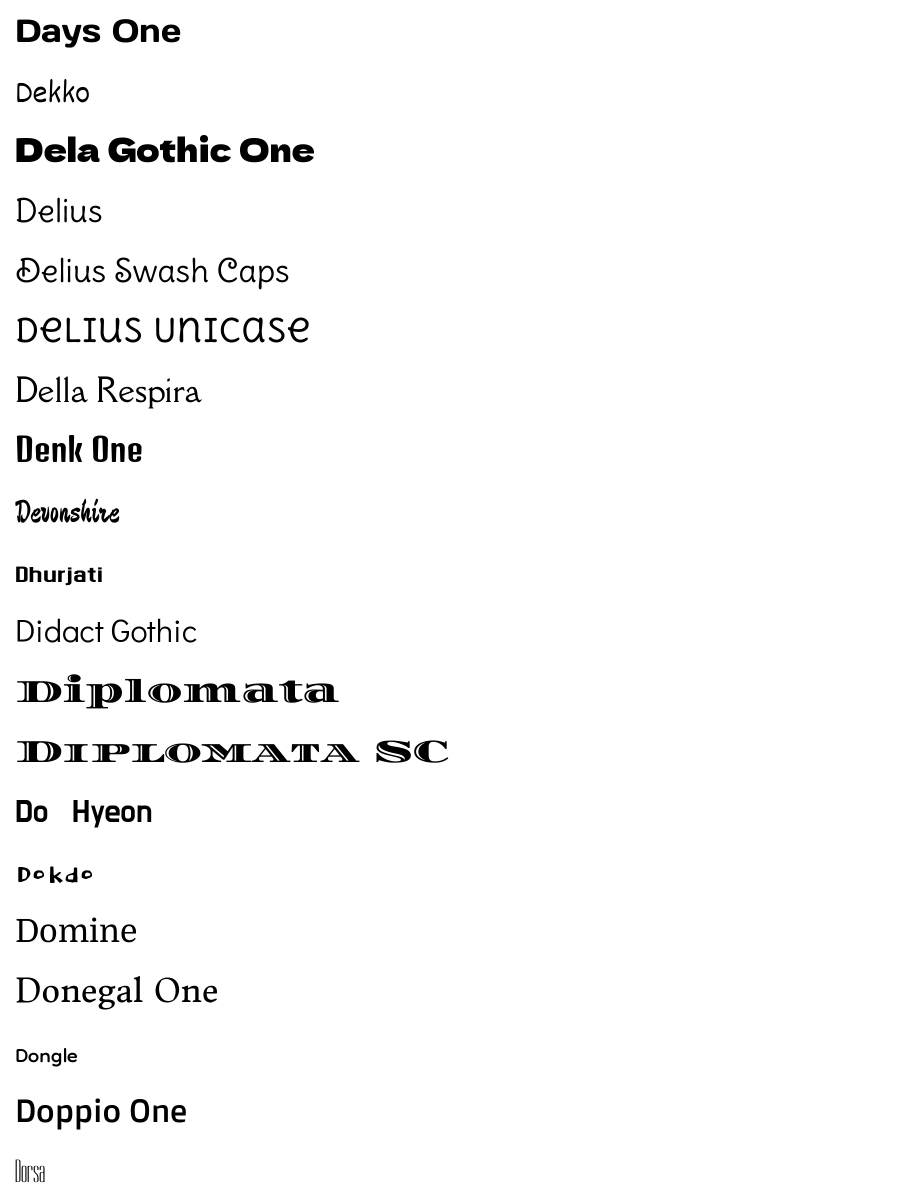 Days One
Dekko
Dela Gothic One
Delius
Delius Swash Caps
Delius Unicase
Della Respira
Denk One
Devonshire
Dhurjati
Didact Gothic
Diplomata
Diplomata SC
Do Hyeon
Dokdo
Domine
Donegal One
Dongle
Doppio One
Dorsa